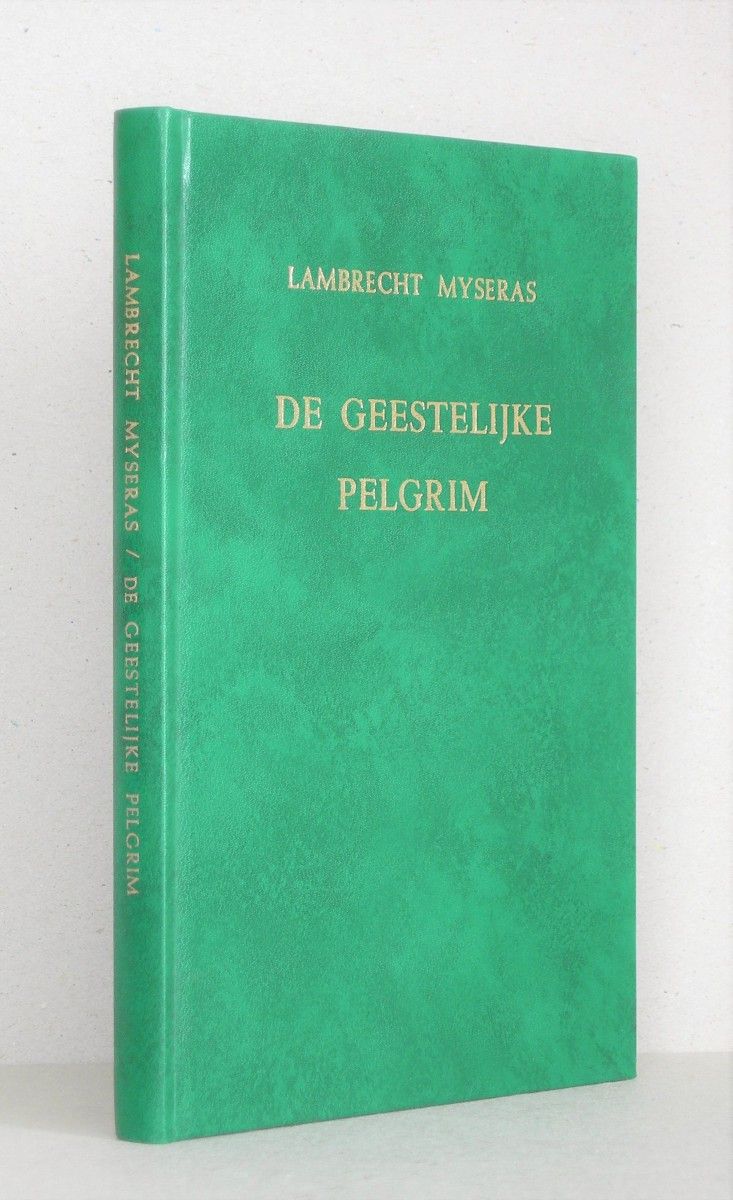 LAMBRECHT MYSERAS / DE GEESTELIJKE PELGRIM
LAMBRECHT MYSERAS
DE GEESTELIJKE
PELGRIM